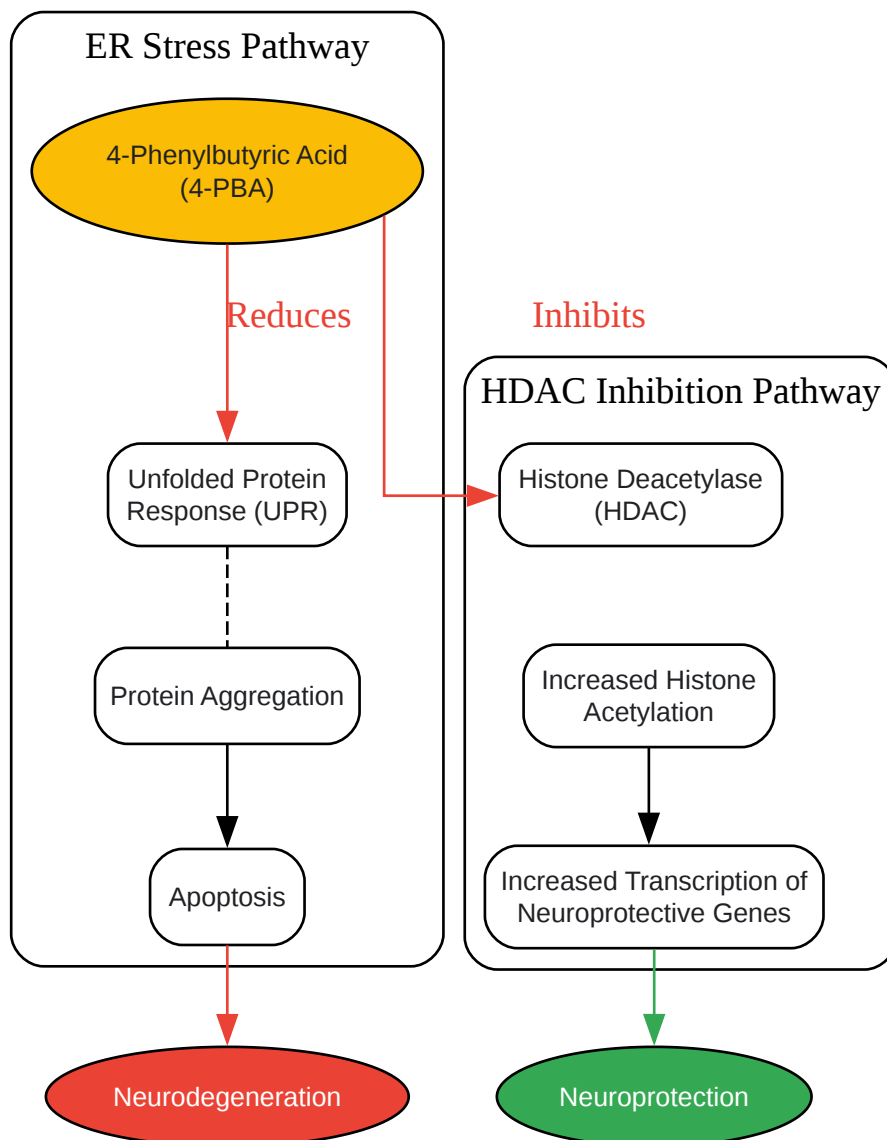 ER Stress Pathway
4-Phenylbutyric Acid
(4-PBA)
Reduces
Inhibits
HDAC Inhibition Pathway
Unfolded Protein
Response (UPR)
Histone Deacetylase
(HDAC)
Protein Aggregation
Increased Histone
Acetylation
Apoptosis
Increased Transcription of
Neuroprotective Genes
Neurodegeneration
Neuroprotection